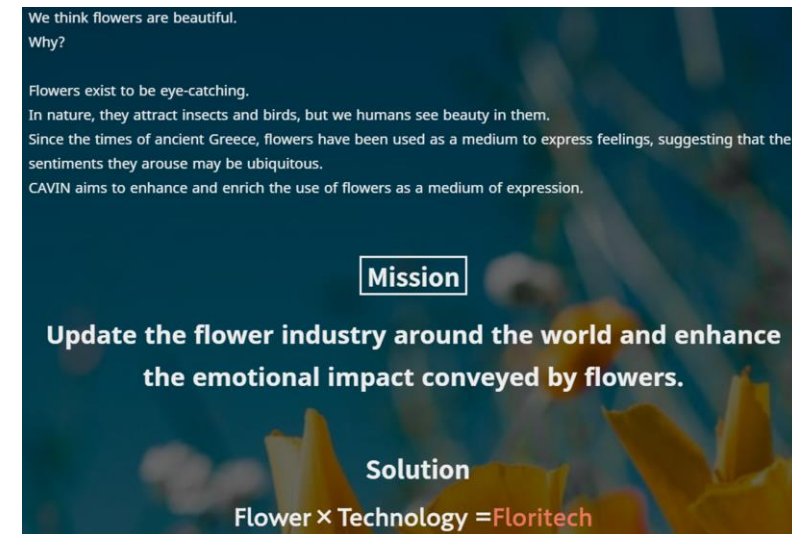 We think flowers are beautiful.
Why?
Flowers exist to be eye-catching.
In nature, they attract insects and birds, but we humans see beauty in them.
Since the times of ancient Greece, flowers have been used as a medium to express feelings, suggesting that the
sentiments they arouse may be ubiquitous.
CAVIN aims to enhance and enrich the use of flowers as a medium of expression.
Mission
Update the flower industry around the world and enhance
the emotional impact conveyed by flowers.
Solution
Flower × Technology =Floritech